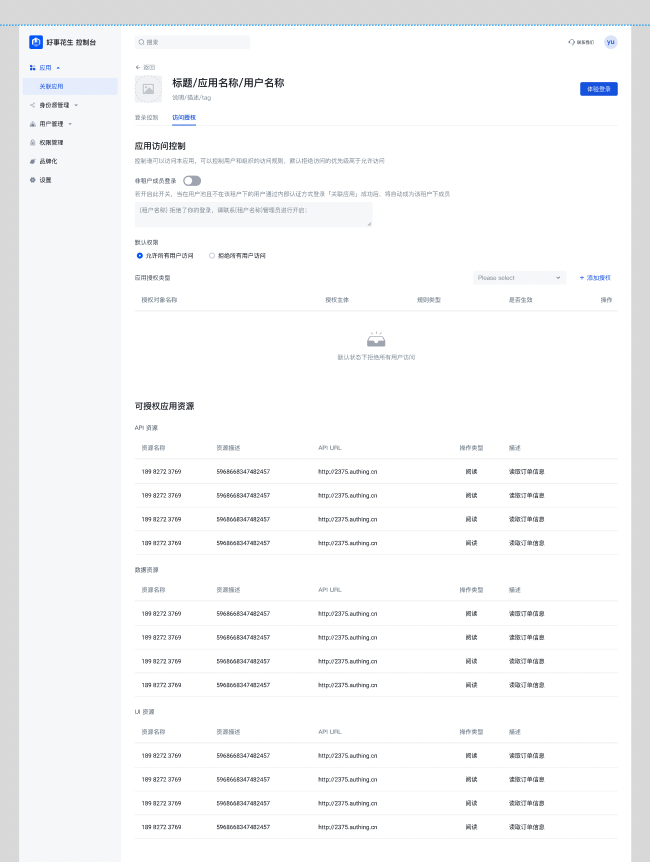 好事花生 控制台
搜索
联系我们
yu
应用
关联应用
身份源管理
用户管理
权限管理
品牌化
设置
返回
标题/应用名称/用户名称
说明/描述/tag
体验登录
登录控制 访问授权
应用访问控制
控制谁可以访问本应用，可以控制用户和组织的访问规则，默认拒绝访问的优先级高于允许访问
非租户成员登录
若开启此开关，当在用户池且不在该租户下的用户通过内部认证方式登录「关联应用」成功后，将自动成为该租户下成员
{租户名称} 拒绝了你的登录，请联系{租户名称}管理员进行开启；
默认权限
允许所有用户访问 拒绝所有用户访问
应用授权类型 Please select + 添加授权
授权对象名称 授权主体 规则类型 是否生效 操作
默认状态下拒绝所有用户访问
可授权应用资源
API 资源
资源名称 资源描述 API URL 操作类型 描述
189 8272 3769 5968668347482457 http://2375.authing.cn 阅读 读取订单信息
189 8272 3769 5968668347482457 http://2375.authing.cn 阅读 读取订单信息
189 8272 3769 5968668347482457 http://2375.authing.cn 阅读 读取订单信息
189 8272 3769 5968668347482457 http://2375.authing.cn 阅读 读取订单信息
数据资源
资源名称 资源描述 API URL 操作类型 描述
189 8272 3769 5968668347482457 http://2375.authing.cn 阅读 读取订单信息
189 8272 3769 5968668347482457 http://2375.authing.cn 阅读 读取订单信息
189 8272 3769 5968668347482457 http://2375.authing.cn 阅读 读取订单信息
189 8272 3769 5968668347482457 http://2375.authing.cn 阅读 读取订单信息
UI 资源
资源名称 资源描述 API URL 操作类型 描述
189 8272 3769 5968668347482457 http://2375.authing.cn 阅读 读取订单信息
189 8272 3769 5968668347482457 http://2375.authing.cn 阅读 读取订单信息
189 8272 3769 5968668347482457 http://2375.authing.cn 阅读 读取订单信息
189 8272 3769 5968668347482457 http://2375.authing.cn 阅读 读取订单信息